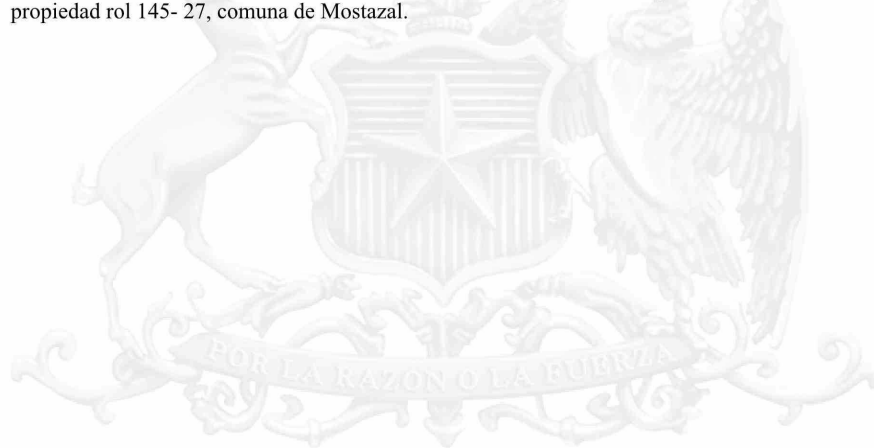 propiedad rol 145- 27, comuna de Mostazal.
POR LA RAZON O LA FUERZA